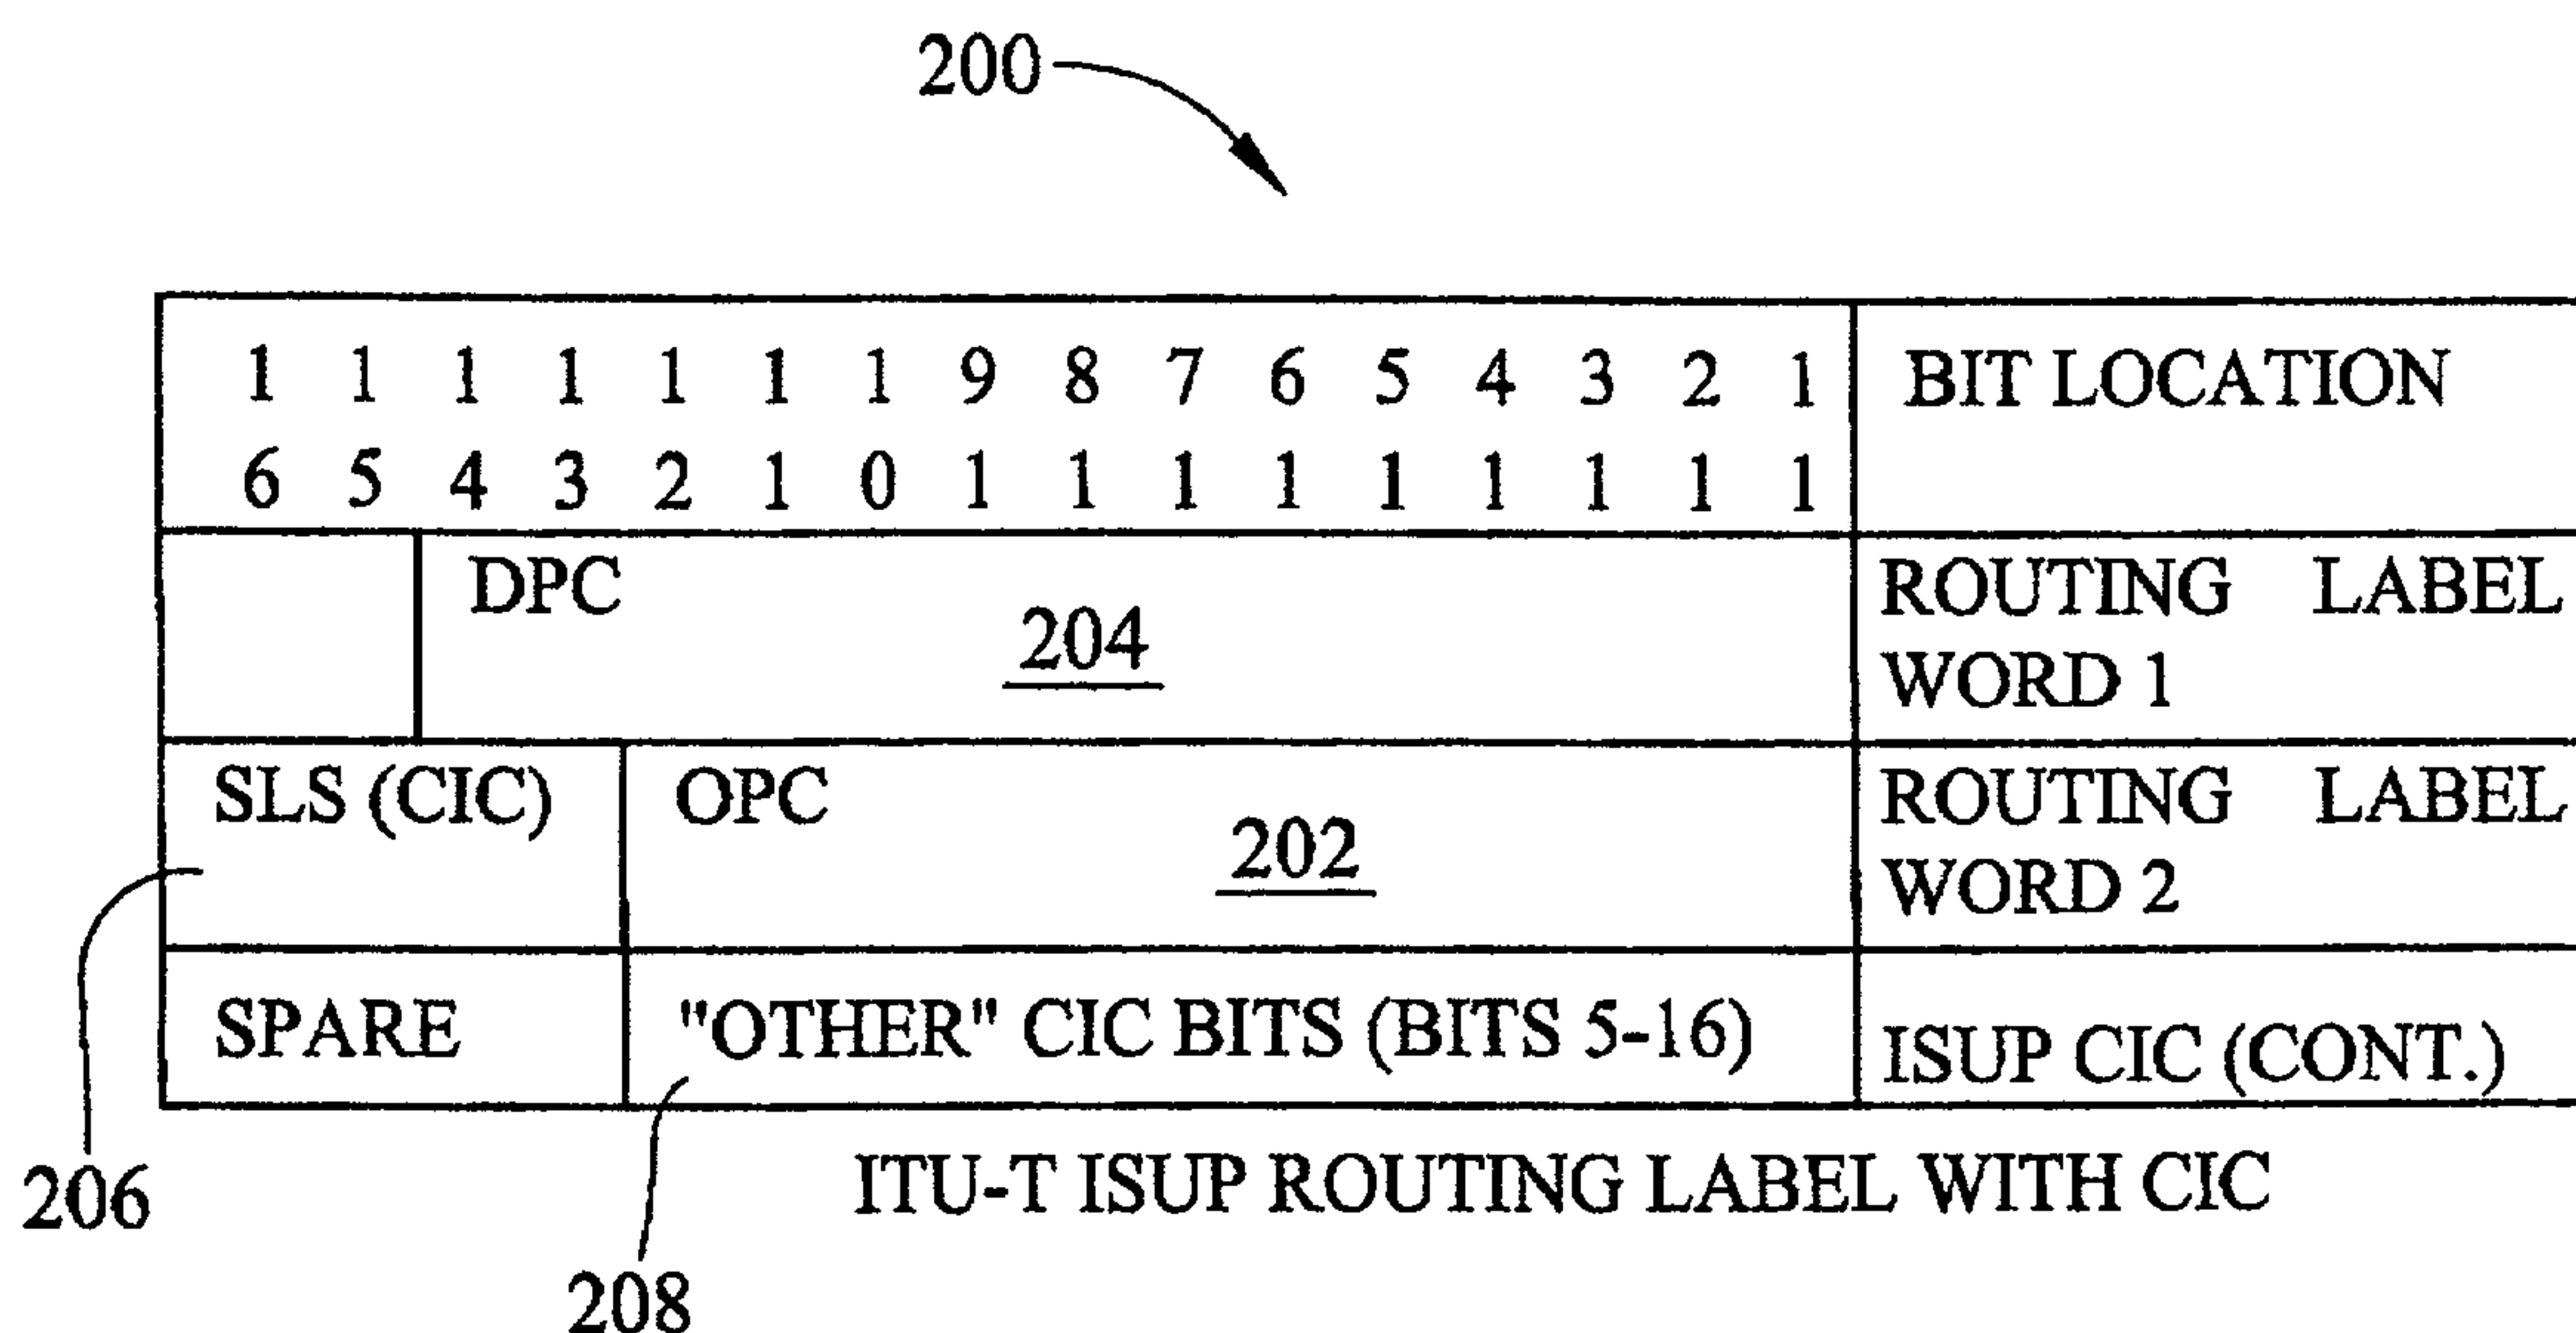 200
1 1 1 1 1 1 1 9 8 7 6 5 4 3 2 1 BIT LOCATION
6 5 4 3 2 1 0 1 1 1 1 1 1 1 1 1
DPC
204
ROUTING LABEL
WORD 1
SLS (CIC) OPC
202
ROUTING LABEL
WORD 2
SPARE "OTHER" CIC BITS (BITS 5-16) ISUP CIC (CONT.)
206
208
ITU-T ISUP ROUTING LABEL WITH CIC